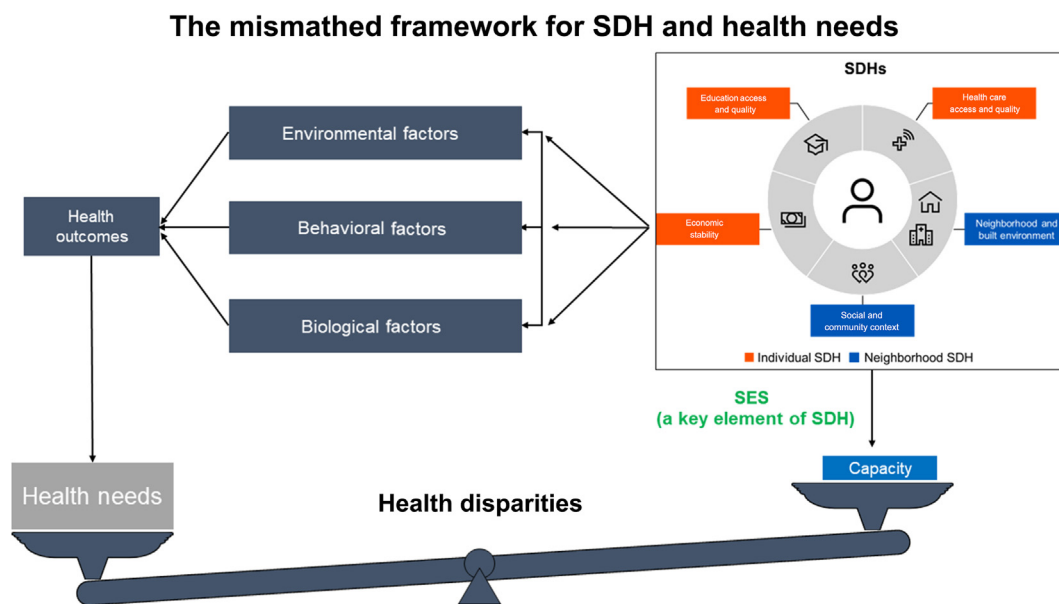 The mismathed framework for SDH and health needs
SDHs
Education access
and quality
Health care
access and quality
Environmental factors
Health
outcomes
Behavioral factors
Economic
stability
Neighborhood and
built environment
Biological factors
Social and
community context
Individual SDH
Neighborhood SDH
SES
(a key element of SDH)
Health needs
Capacity
Health disparities